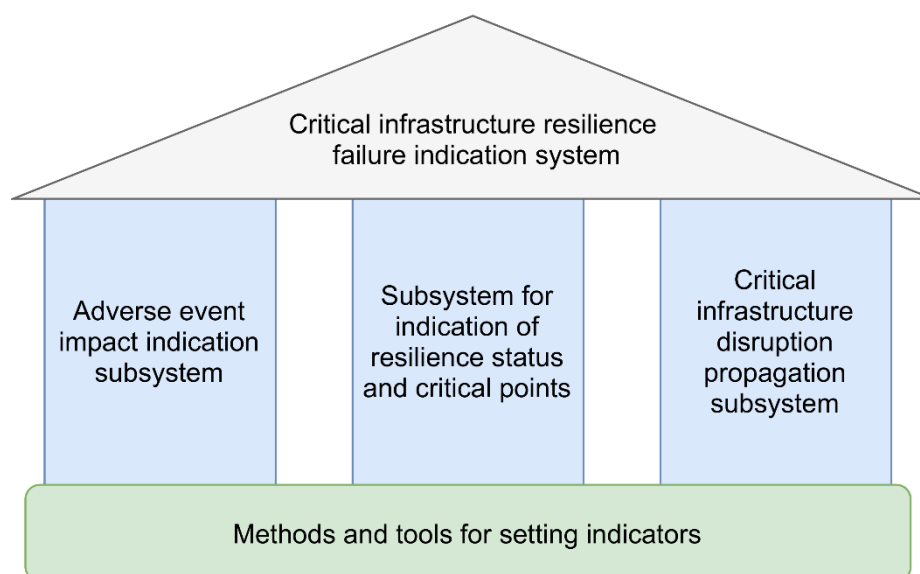 Critical infrastructure resilience
failure indication system
Adverse event
impact indication
subsystem
Subsystem for
indication of
resilience status
and critical points
Critical
infrastructure
disruption
propagation
subsystem
Methods and tools for setting indicators